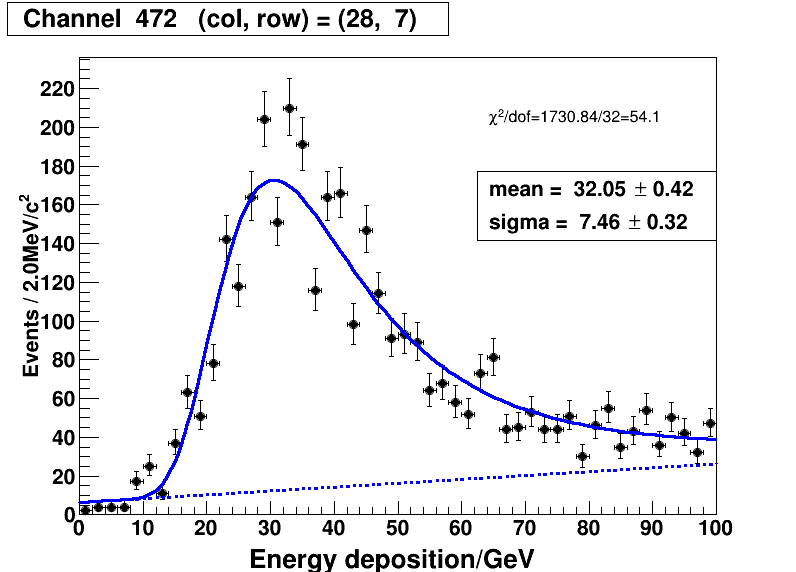 Channel 472 (col, row) = (28, 7)
χ²/dof=1730.84/32=54.1
mean = 32.05 ± 0.42
sigma = 7.46 ± 0.32
Events / 2.0MeV/c²
220
200
180
160
140
120
100
80
60
40
20
0
0 10 20 30 40 50 60 70 80 90 100
Energy deposition/GeV